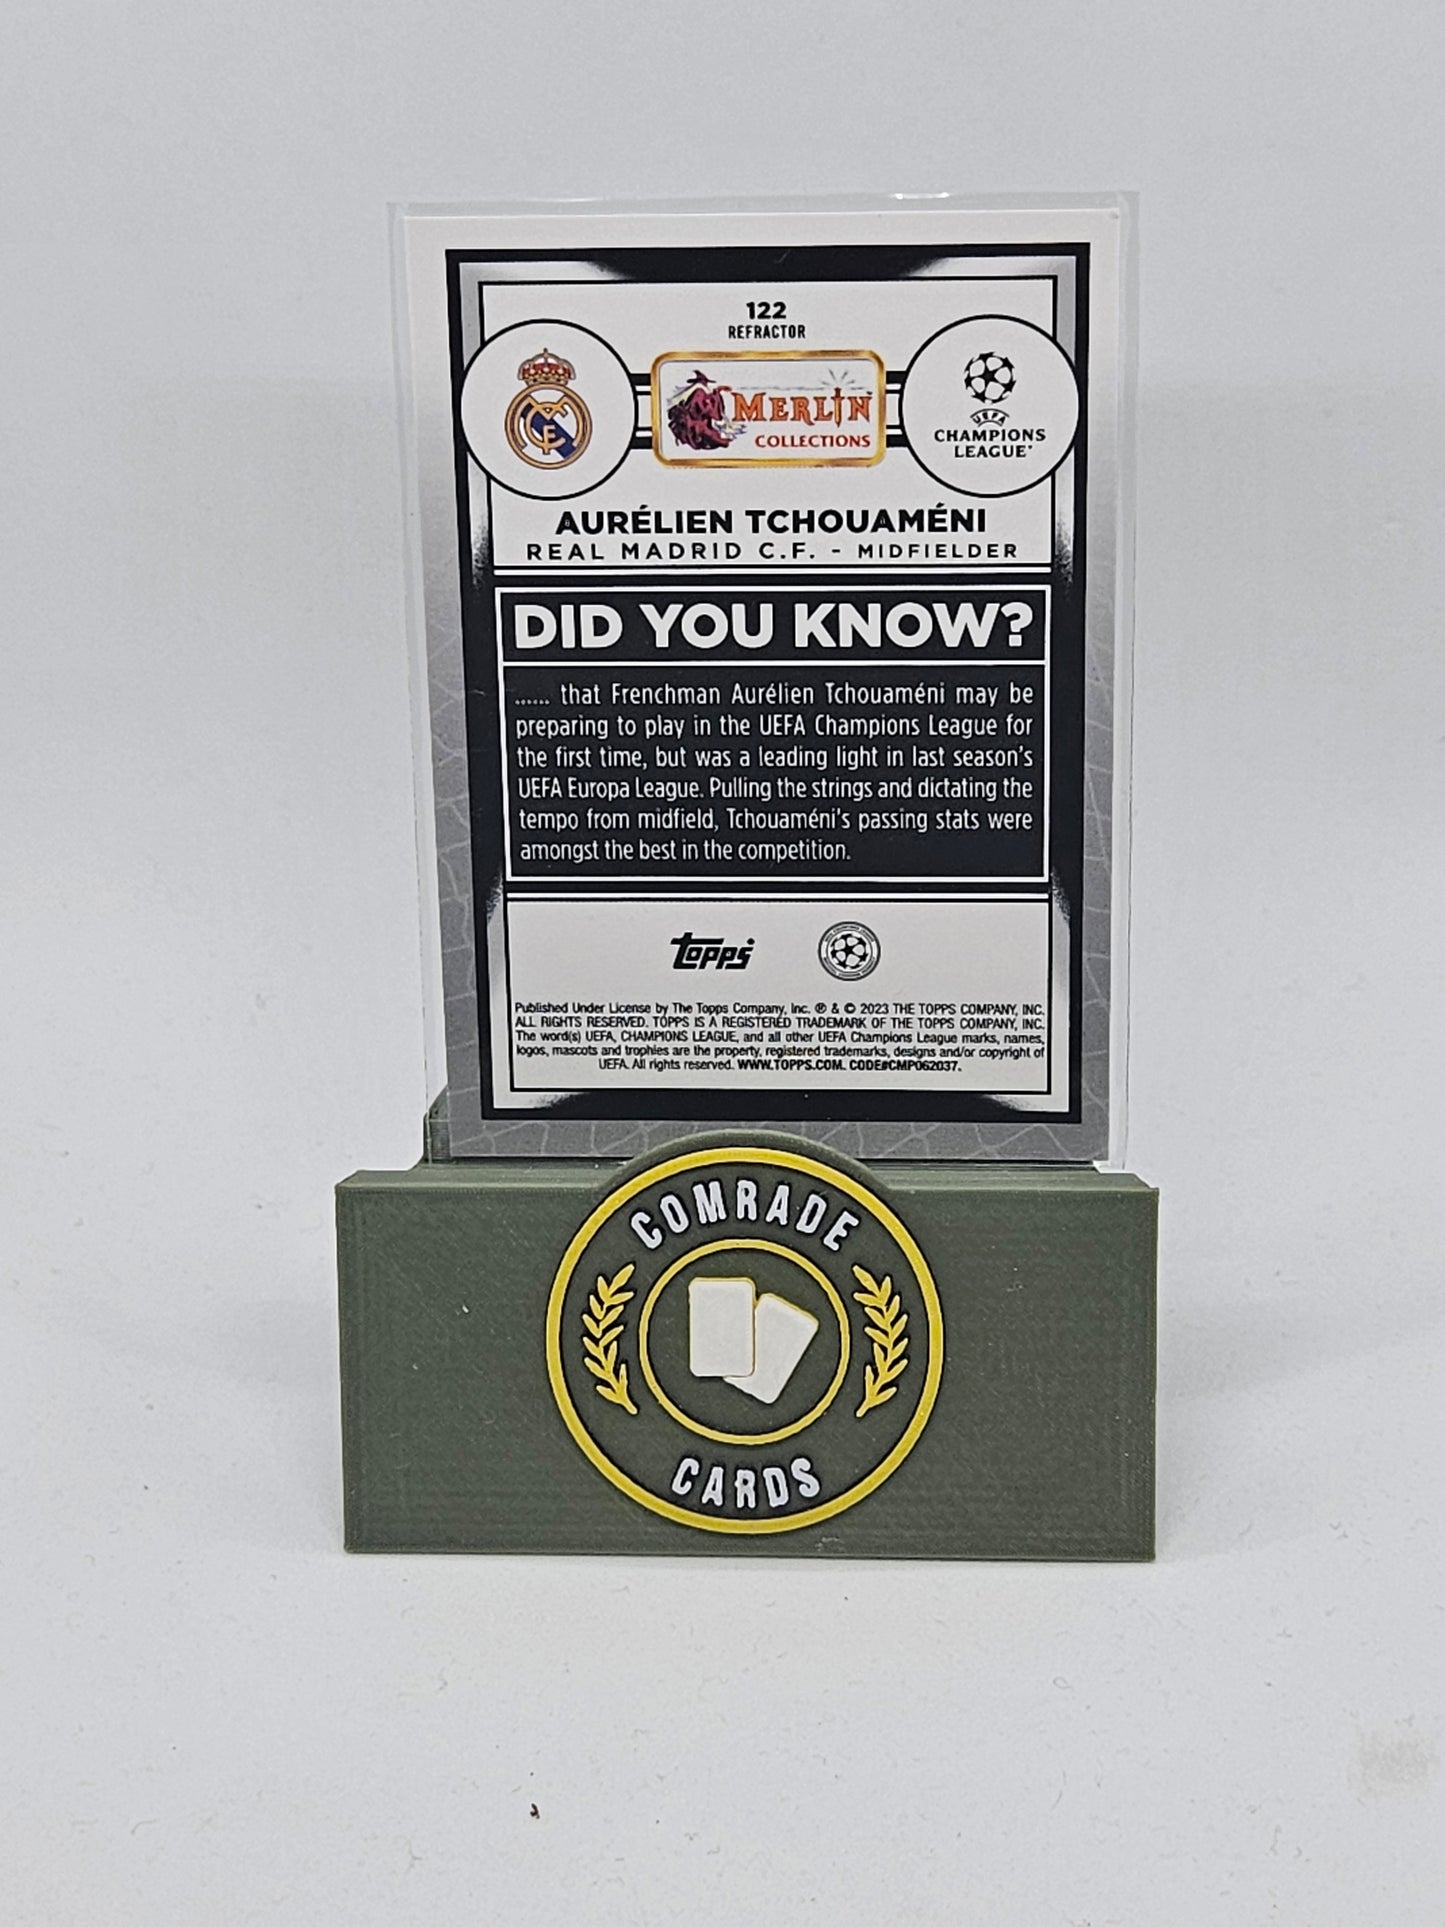 122
REFRACTOR
MERLIN
COLLECTIONS
UEFA
CHAMPIONS
LEAGUE
AURÉLIEN TCHOUAMÉNI
REAL MADRID C.F. - MIDFIELDER
DID YOU KNOW?
...... that Frenchman Aurélien Tchouaméni may be
preparing to play in the UEFA Champions League for
the first time, but was a leading light in last season's
UEFA Europa League. Pulling the strings and dictating the
tempo from midfield, Tchouaméni's passing stats were
amongst the best in the competition.
topps
Published Under License by The Topps Company, Inc. ® & © 2023 THE TOPPS COMPANY, INC.
ALL RIGHTS RESERVED. TOPPS IS A REGISTERED TRADEMARK OF THE TOPPS COMPANY, INC.
The word(s) UEFA, CHAMPIONS LEAGUE, and all other UEFA Champions League marks, names,
logos, mascots and trophies are the property, registered trademarks, designs and/or copyright of
UEFA. All rights reserved. WWW.TOPPS.COM. CODE#CMP062037.
COMRADE
CARDS